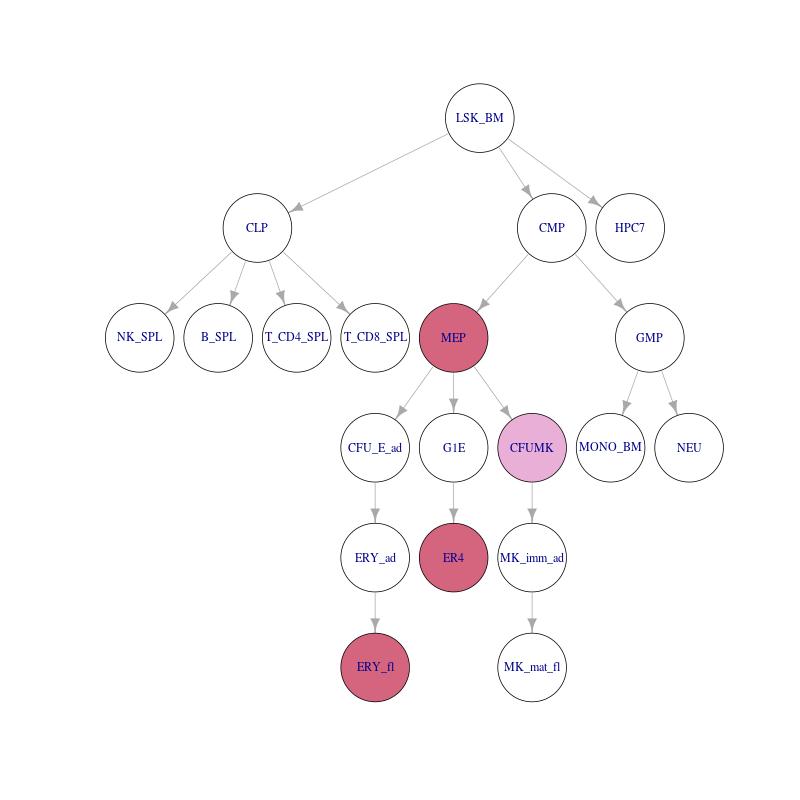 LSK_BM
CLP
CMP
HPC7
NK_SPL
B_SPL
T_CD4_SPL
T_CD8_SPL
MEP
GMP
CFU_E_ad
G1E
CFUMK
MONO_BM
NEU
ERY_ad
ER4
MK_imm_ad
ERY_fl
MK_mat_fl